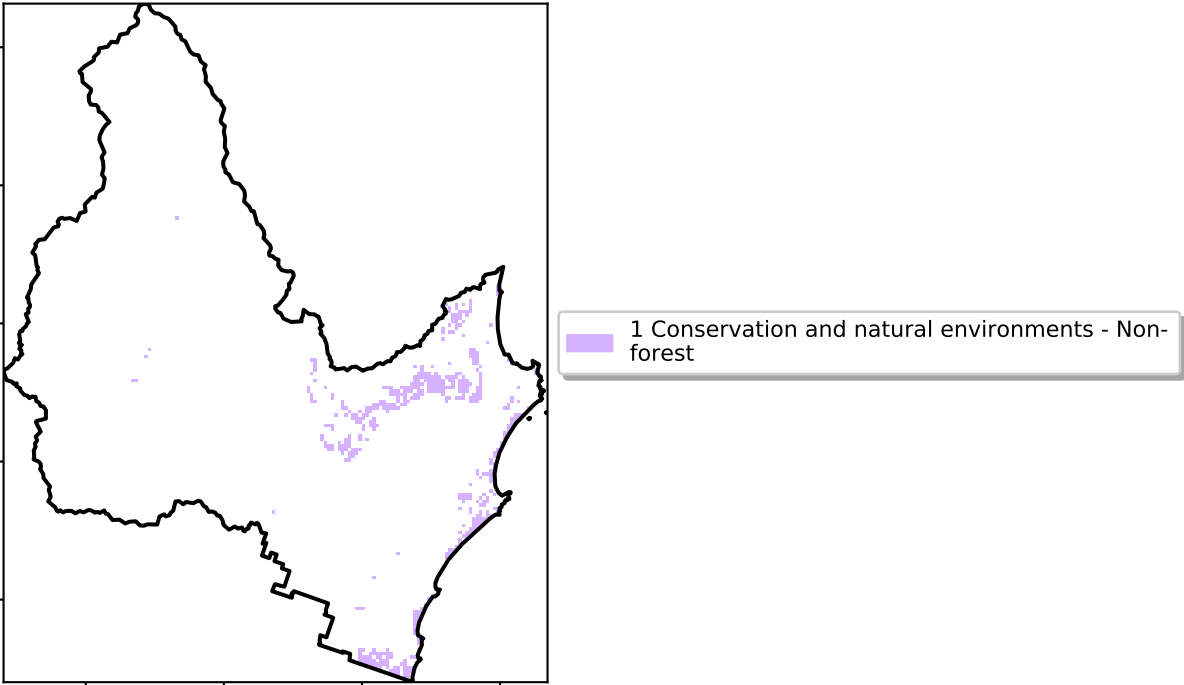 1 Conservation and natural environments - Non-
forest